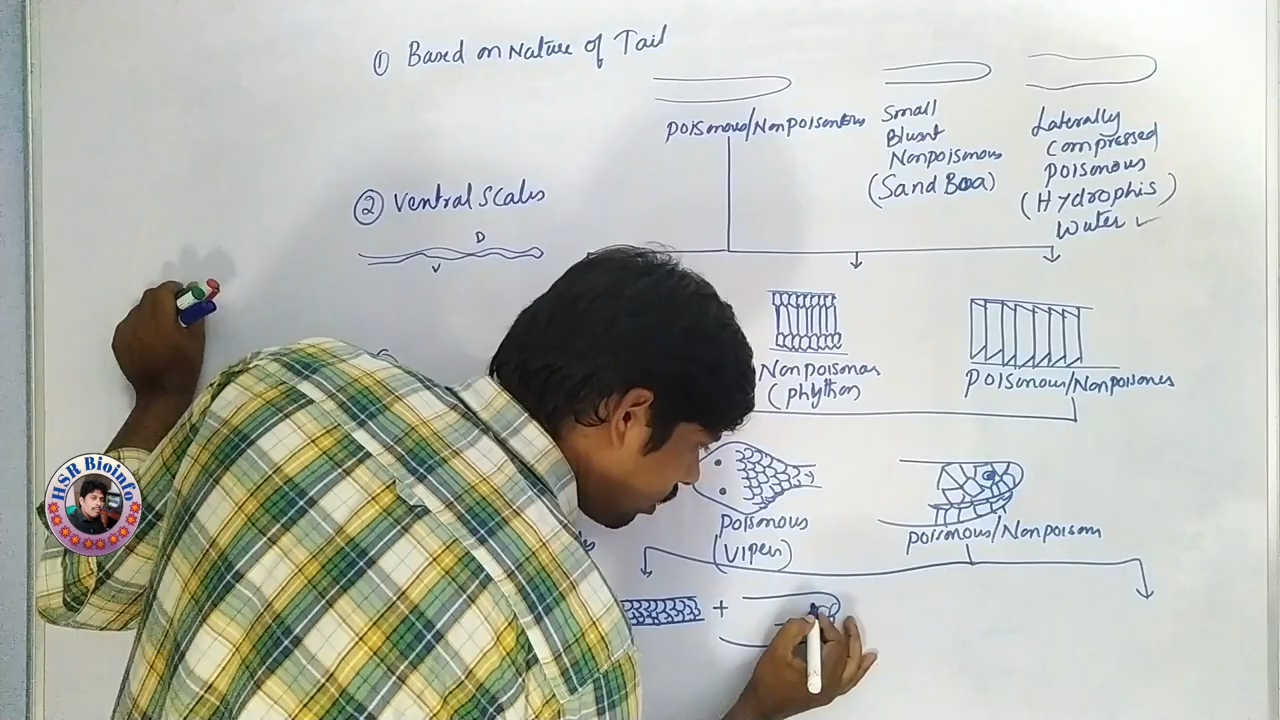 ① Based on Nature of Tail
Poisonous/Nonpoisonous
Small
Blunt
Nonpoisonous
(Sand Boa)
Laterally
Compressed
Poisonous
(Hydrophis)
Water ✓
② Ventral Scales
D
V
Nonpoisonous
(Phython)
Poisonous/Nonpoisones
Poisonous
(Viper)
Poisonous/Nonpoison
+
HSR Bioinfo